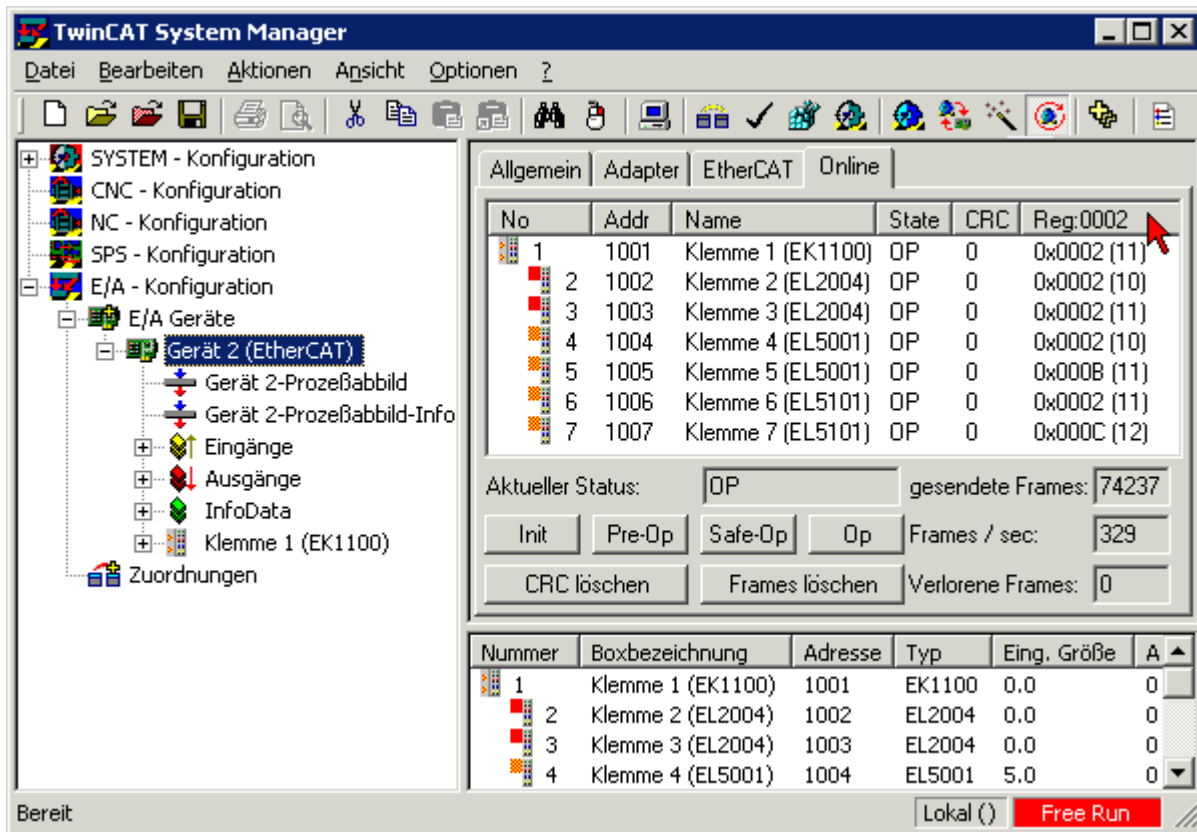 TwinCAT System Manager
Datei Bearbeiten Aktionen Ansicht Optionen ?
SYSTEM - Konfiguration
CNC - Konfiguration
NC - Konfiguration
SPS - Konfiguration
E/A - Konfiguration
E/A Geräte
Gerät 2 (EtherCAT)
Gerät 2-Prozeßabbild
Gerät 2-Prozeßabbild-Info
Eingänge
Ausgänge
InfoData
Klemme 1 (EK1100)
Zuordnungen
Allgemein Adapter EtherCAT Online
No Addr Name State CRC Reg:0002
1 1001 Klemme 1 (EK1100) OP 0 0x0002 (11)
2 1002 Klemme 2 (EL2004) OP 0 0x0002 (10)
3 1003 Klemme 3 (EL2004) OP 0 0x0002 (11)
4 1004 Klemme 4 (EL5001) OP 0 0x0002 (10)
5 1005 Klemme 5 (EL5001) OP 0 0x000B (11)
6 1006 Klemme 6 (EL5101) OP 0 0x0002 (11)
7 1007 Klemme 7 (EL5101) OP 0 0x000C (12)
Aktueller Status: OP gesendete Frames: 74237
Init Pre-Op Safe-Op Op Frames / sec: 329
CRC löschen Frames löschen Verlorene Frames: 0
Nummer Boxbezeichnung Adresse Typ Eing. Größe A
1 Klemme 1 (EK1100) 1001 EK1100 0.0 0
2 Klemme 2 (EL2004) 1002 EL2004 0.0 0
3 Klemme 3 (EL2004) 1003 EL2004 0.0 0
4 Klemme 4 (EL5001) 1004 EL5001 5.0 0
Bereit Lokal () Free Run